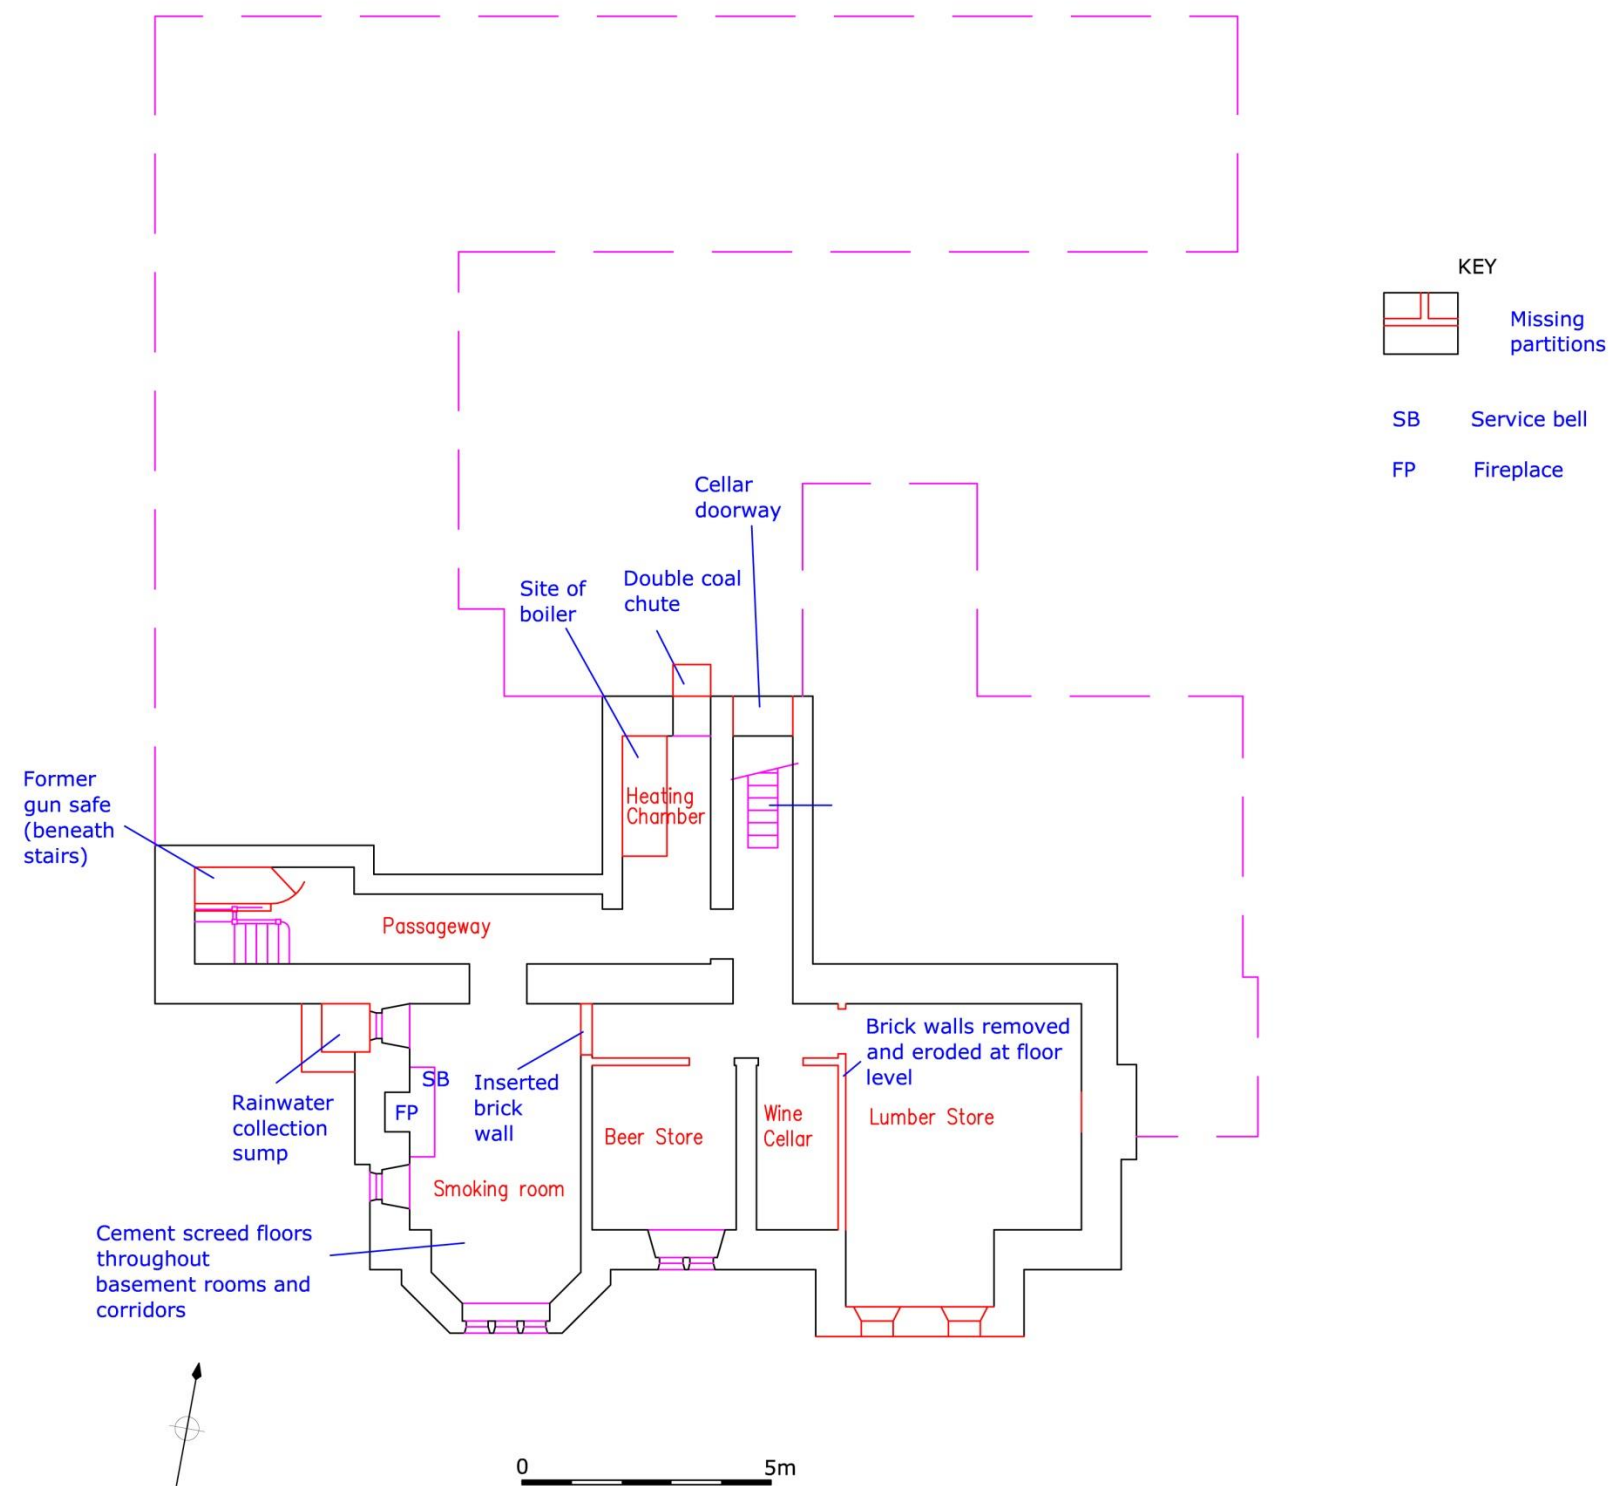 KEY
Missing
partitions
SB Service bell
FP Fireplace
Cellar
doorway
Double coal
chute
Site of
boiler
Former
gun safe
(beneath
stairs)
Heating
Chamber
Passageway
SB
FP
Rainwater
collection
sump
Inserted
brick
wall
Brick walls removed
and eroded at floor
level
Beer Store
Wine
Cellar
Lumber Store
Smoking room
Cement screed floors
throughout
basement rooms and
corridors
0 5m